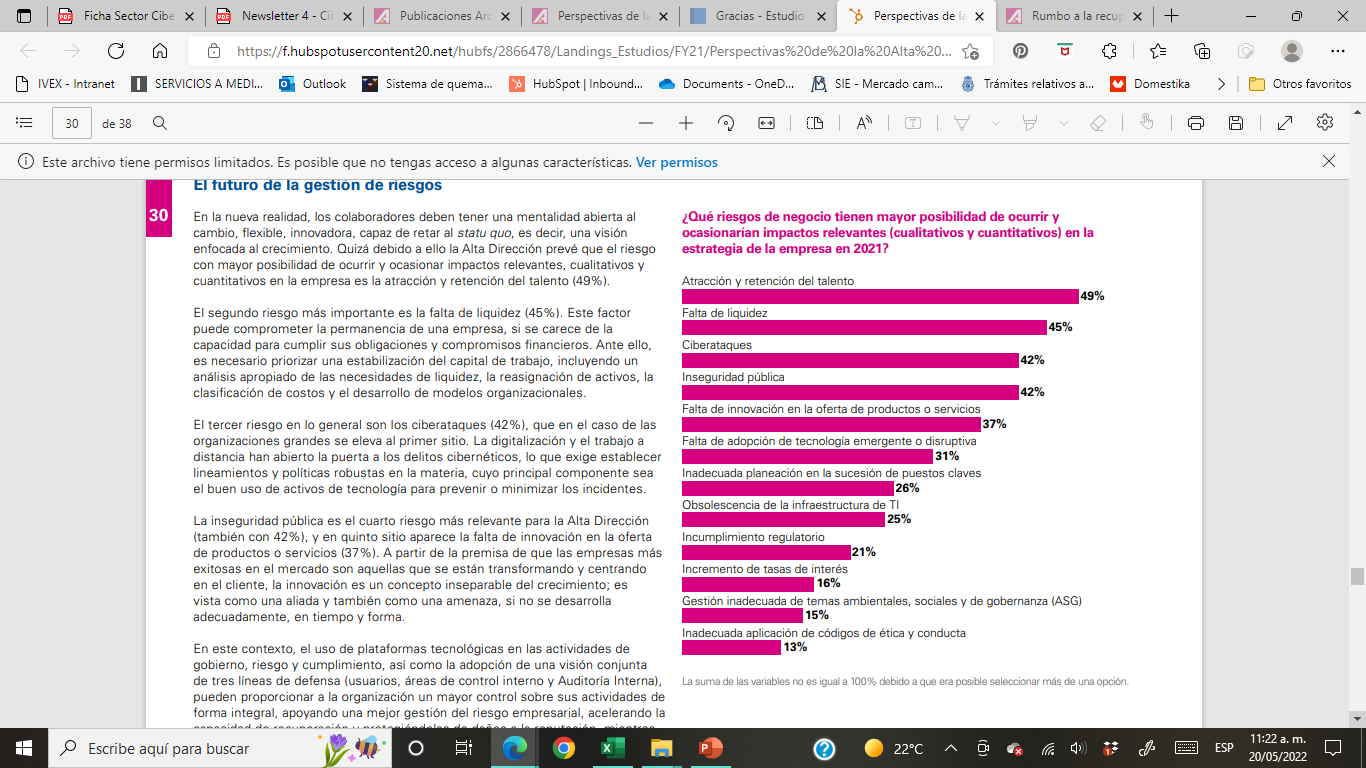 Ficha Sector Cibe
Newsletter 4 - Cib
Publicaciones Arc
Perspectivas de la
Gracias - Estudio
Perspectivas de la
Rumbo a la recup
https://f.hubspotusercontent20.net/hubfs/2866478/Landings_Estudios/FY21/Perspectivas%20de%20la%20Alta%20...
IVEX - Intranet
SERVICIOS A MEDI...
Outlook
Sistema de quema...
HubSpot | Inbound...
Documents - OneD...
SIE - Mercado cam...
Trámites relativos a...
Domestika
Otros favoritos
30
de 38
Este archivo tiene permisos limitados. Es posible que no tengas acceso a algunas características. Ver permisos
30
El futuro de la gestión de riesgos
En la nueva realidad, los colaboradores deben tener una mentalidad abierta al
cambio, flexible, innovadora, capaz de retar al statu quo, es decir, una visión
enfocada al crecimiento. Quizá debido a ello la Alta Dirección prevé que el riesgo
con mayor posibilidad de ocurrir y ocasionar impactos relevantes, cualitativos y
cuantitativos en la empresa es la atracción y retención del talento (49%).
El segundo riesgo más importante es la falta de liquidez (45%). Este factor
puede comprometer la permanencia de una empresa, si se carece de la
capacidad para cumplir sus obligaciones y compromisos financieros. Ante ello,
es necesario priorizar una estabilización del capital de trabajo, incluyendo un
análisis apropiado de las necesidades de liquidez, la reasignación de activos, la
clasificación de costos y el desarrollo de modelos organizacionales.
El tercer riesgo en lo general son los ciberataques (42%), que en el caso de las
organizaciones grandes se eleva al primer sitio. La digitalización y el trabajo a
distancia han abierto la puerta a los delitos cibernéticos, lo que exige establecer
lineamientos y políticas robustas en la materia, cuyo principal componente sea
el buen uso de activos de tecnología para prevenir o minimizar los incidentes.
La inseguridad pública es el cuarto riesgo más relevante para la Alta Dirección
(también con 42%), y en quinto sitio aparece la falta de innovación en la oferta
de productos o servicios (37%). A partir de la premisa de que las empresas más
exitosas en el mercado son aquellas que se están transformando y centrando
en el cliente, la innovación es un concepto inseparable del crecimiento; es
vista como una aliada y también como una amenaza, si no se desarrolla
adecuadamente, en tiempo y forma.
En este contexto, el uso de plataformas tecnológicas en las actividades de
gobierno, riesgo y cumplimiento, así como la adopción de una visión conjunta
de tres líneas de defensa (usuarios, áreas de control interno y Auditoría Interna),
pueden proporcionar a la organización un mayor control sobre sus actividades de
forma integral, apoyando una mejor gestión del riesgo empresarial, acelerando la
¿Qué riesgos de negocio tienen mayor posibilidad de ocurrir y
ocasionarían impactos relevantes (cualitativos y cuantitativos) en la
estrategia de la empresa en 2021?
Atracción y retención del talento
49%
Falta de liquidez
45%
Ciberataques
42%
Inseguridad pública
42%
Falta de innovación en la oferta de productos o servicios
37%
Falta de adopción de tecnología emergente o disruptiva
31%
Inadecuada planeación en la sucesión de puestos claves
26%
Obsolescencia de la infraestructura de TI
25%
Incumplimiento regulatorio
21%
Incremento de tasas de interés
16%
Gestión inadecuada de temas ambientales, sociales y de gobernanza (ASG)
15%
Inadecuada aplicación de códigos de ética y conducta
13%
La suma de las variables no es igual a 100% debido a que era posible seleccionar más de una opción.
Escribe aquí para buscar
22°C
ESP
11:22 a. m.
20/05/2022